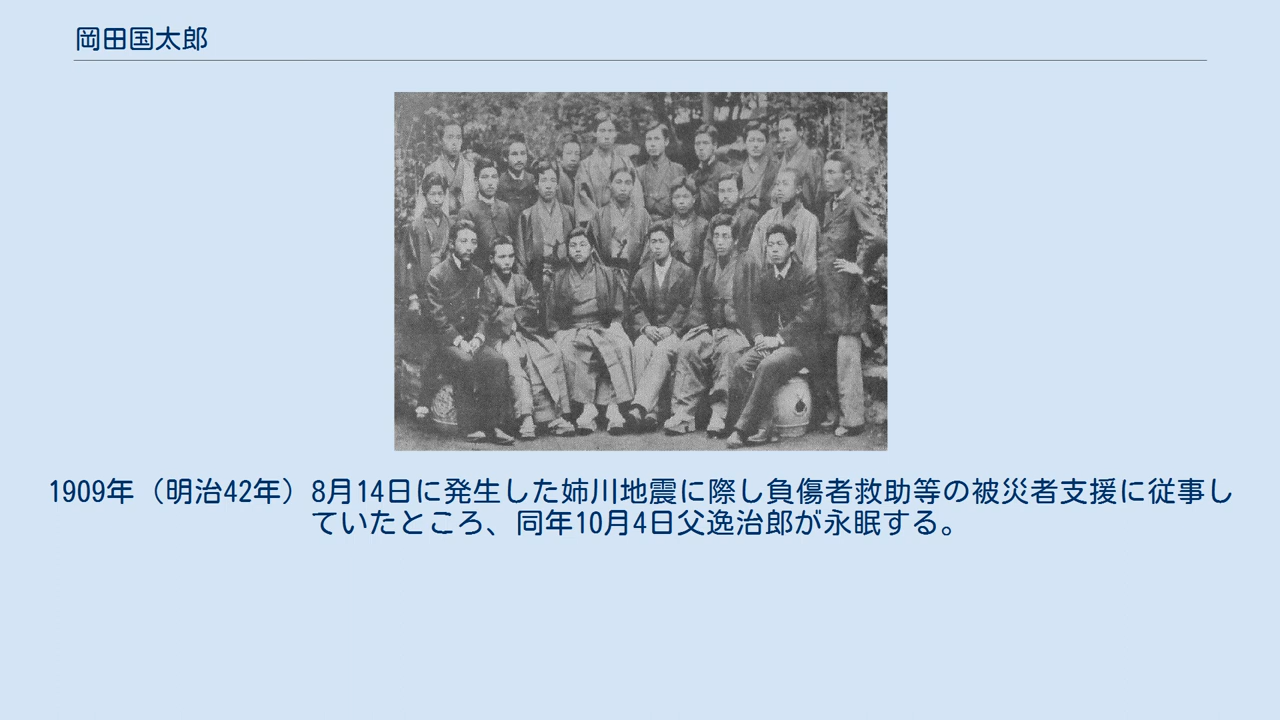 岡田国太郎
1909年（明治42年）8月14日に発生した姉川地震に際し負傷者救助等の被災者支援に従事し
ていたところ、同年10月4日父逸治郎が永眠する。